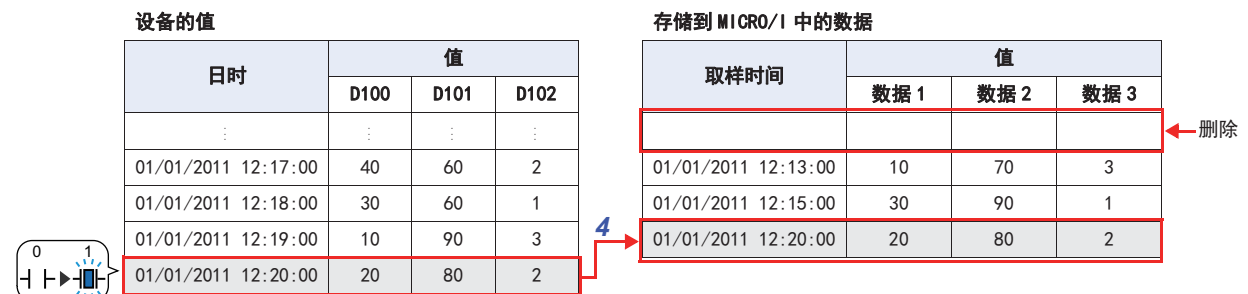 设备的值
日时 值
D100 D101 D102
⋮ ⋮ ⋮ ⋮
01/01/2011 12:17:00 40 60 2
01/01/2011 12:18:00 30 60 1
01/01/2011 12:19:00 10 90 3
01/01/2011 12:20:00 20 80 2
0 1
4
存储到 MICRO/I 中的数据
取样时间 值
数据 1 数据 2 数据 3
删除
01/01/2011 12:13:00 10 70 3
01/01/2011 12:15:00 30 90 1
01/01/2011 12:20:00 20 80 2